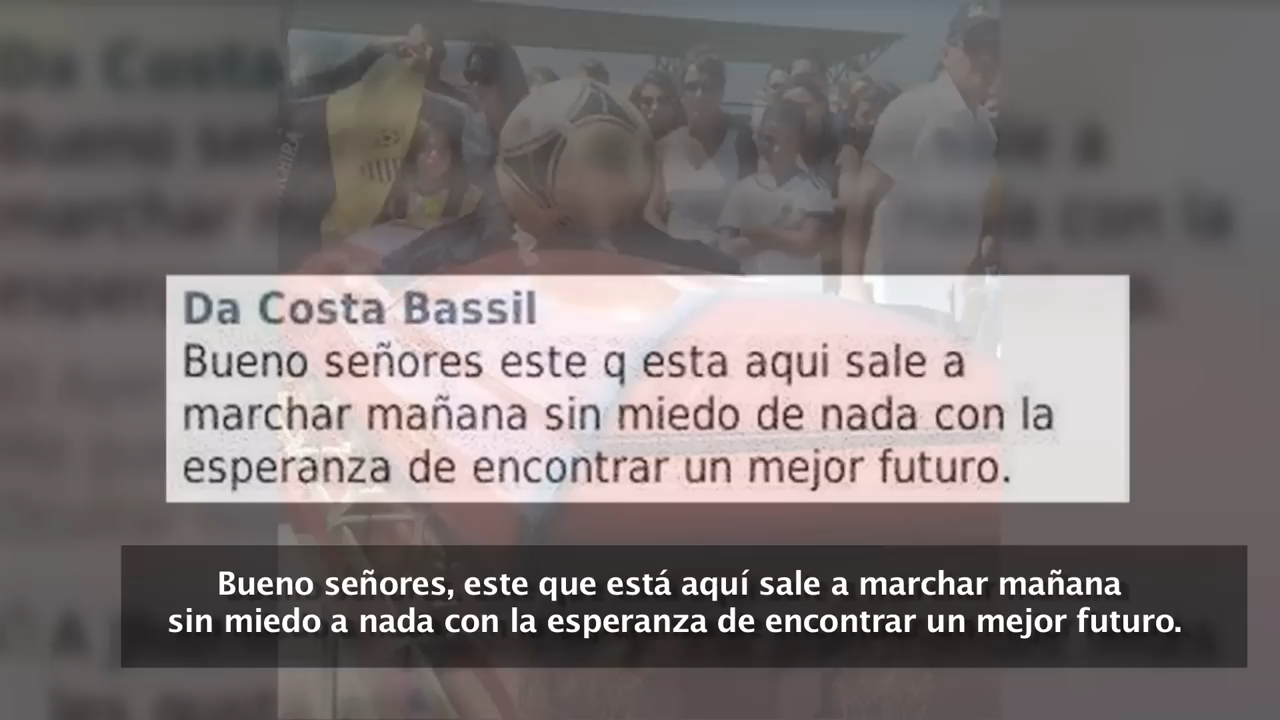 Da Costa Bassil
Bueno señores este q esta aqui sale a
marchar mañana sin miedo de nada con la
esperanza de encontrar un mejor futuro.
Bueno señores, este que está aquí sale a marchar mañana
sin miedo a nada con la esperanza de encontrar un mejor futuro.